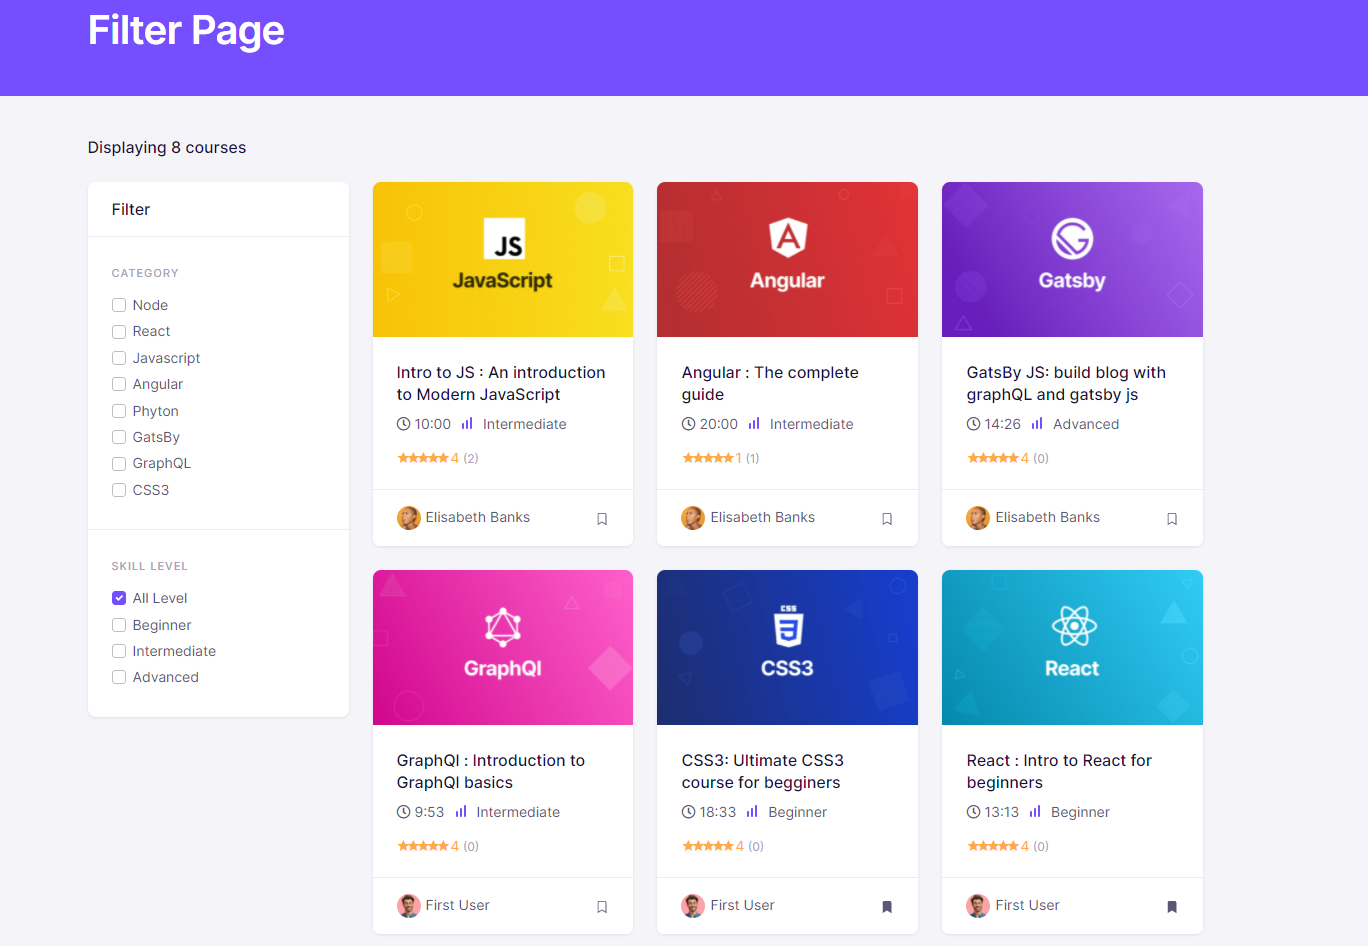 Filter Page
Displaying 8 courses
Filter
CATEGORY
Node
React
Javascript
Angular
Phyton
GatsBy
GraphQL
CSS3
SKILL LEVEL
All Level
Beginner
Intermediate
Advanced
JS
JavaScript
Intro to JS : An introduction
to Modern JavaScript
10:00 Intermediate
4 (2)
Elisabeth Banks
Angular
Angular : The complete
guide
20:00 Intermediate
1 (1)
Elisabeth Banks
Gatsby
GatsBy JS: build blog with
graphQL and gatsby js
14:26 Advanced
4 (0)
Elisabeth Banks
GraphQl
GraphQl : Introduction to
GraphQl basics
9:53 Intermediate
4 (0)
First User
CSS
3
CSS3
CSS3: Ultimate CSS3
course for begginers
18:33 Beginner
4 (0)
First User
React
React : Intro to React for
beginners
13:13 Beginner
4 (0)
First User